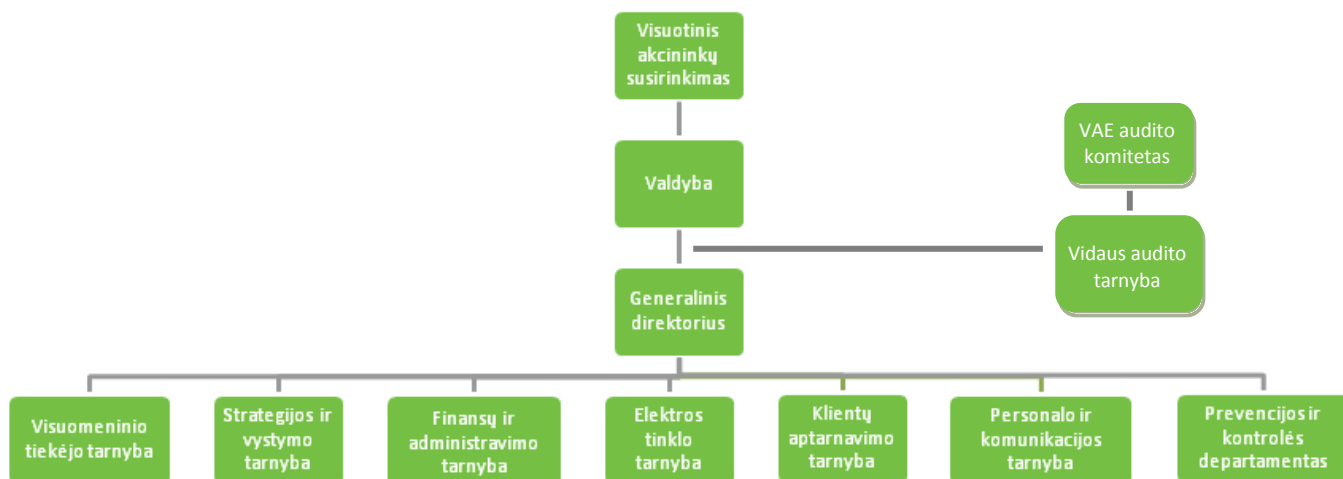 Visuotinis
akcininkų
susirinkimas
VAE audito
komitetas
Valdyba
Vidaus audito
tarnyba
Generalinis
direktorius
Visuomeninio
tiekėjo tarnyba
Strategijos ir
vystymo
tarnyba
Finansų ir
administravimo
tarnyba
Elektros
tinklo
tarnyba
Klientų
aptarnavimo
tarnyba
Personalo ir
komunikacijos
tarnyba
Prevencijos ir
kontrolės
departamentas